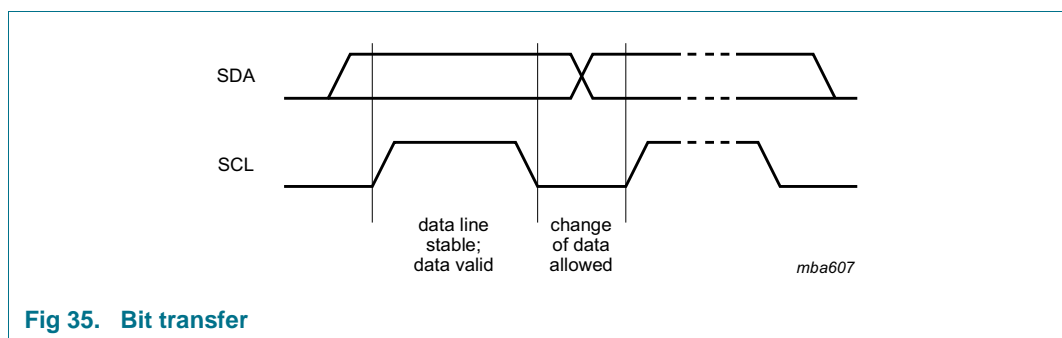 SDA
SCL
data line
stable;
data valid
change
of data
allowed
mba607
Fig 35. Bit transfer